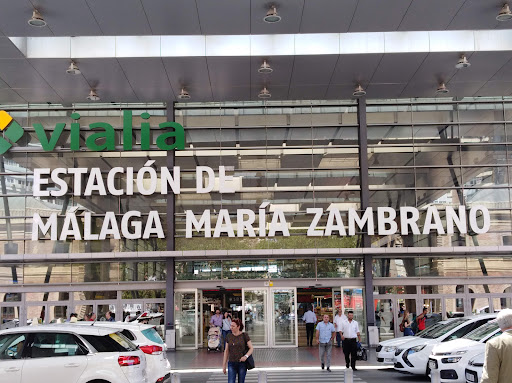 vialia
ESTACIÓN DE
MÁLAGA MARÍA ZAMBRANO